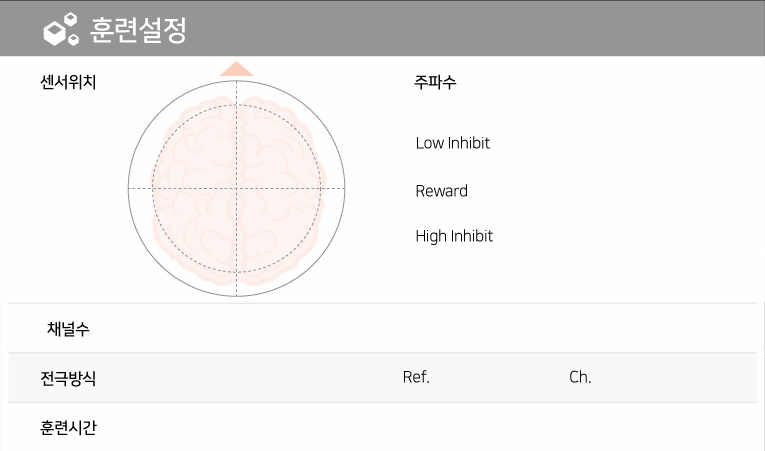 훈련설정
센서위치
주파수
Low Inhibit
Reward
High Inhibit
채널수
전극방식 Ref. Ch.
훈련시간